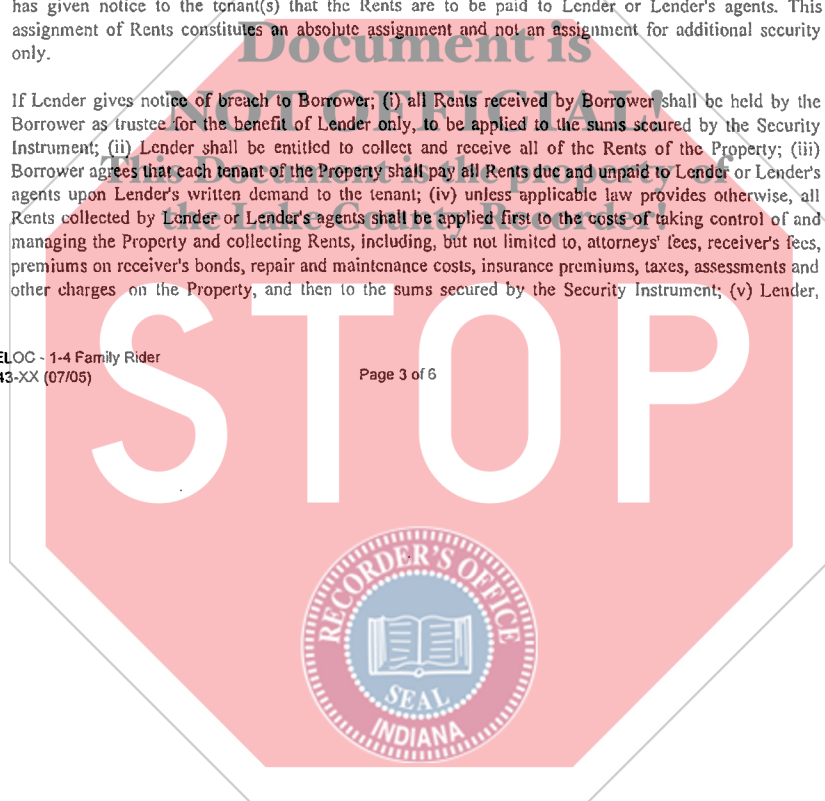 has given notice to the tenant(s) that the Rents are to be paid to Lender or Lender's agents. This
assignment of Rents constitutes an absolute assignment and not an assignment for additional security
only.
Document is
NOT OFFICIAL!
This Document is the property of
the Lake County Recorder!
If Lender gives notice of breach to Borrower; (i) all Rents received by Borrower shall be held by the
Borrower as trustee for the benefit of Lender only, to be applied to the sums secured by the Security
Instrument; (ii) Lender shall be entitled to collect and receive all of the Rents of the Property; (iii)
Borrower agrees that each tenant of the Property shall pay all Rents due and unpaid to Lender or Lender's
agents upon Lender's written demand to the tenant; (iv) unless applicable law provides otherwise, all
Rents collected by Lender or Lender's agents shall be applied first to the costs of taking control of and
managing the Property and collecting Rents, including, but not limited to, attorneys' fees, receiver's fees,
premiums on receiver's bonds, repair and maintenance costs, insurance premiums, taxes, assessments and
other charges on the Property, and then to the sums secured by the Security Instrument; (v) Lender,
ELOC - 1-4 Family Rider
43-XX (07/05)
Page 3 of 6
STOP
RECORDER'S OFFICE
SEAL
INDIANA